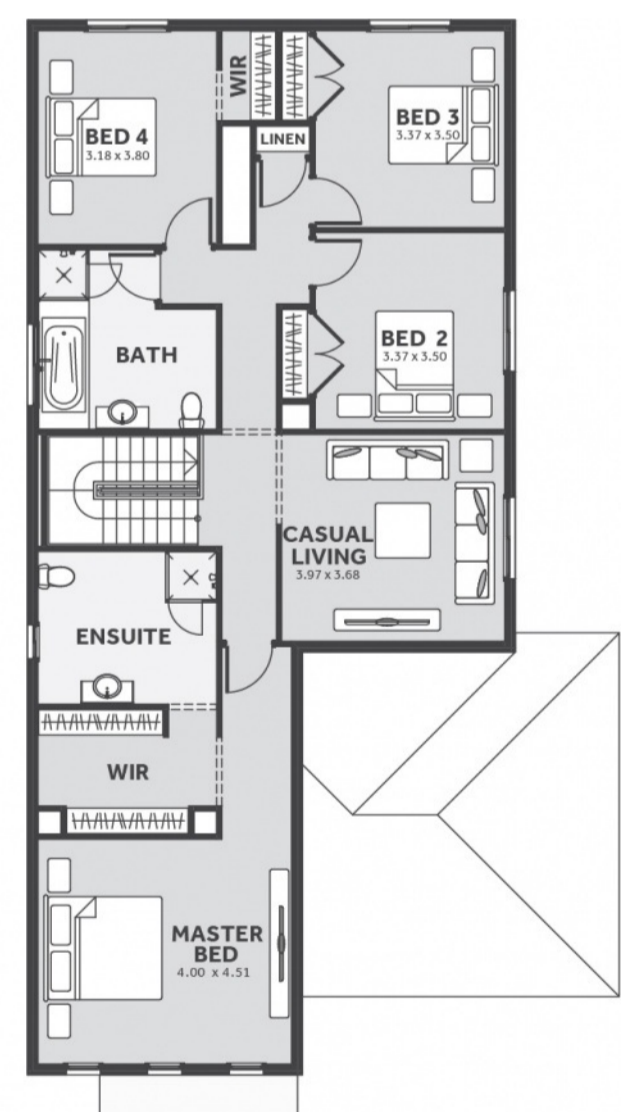 WIR
BED 4
3.18 x 3.80
LINEN
BED 3
3.37 x 3.50
BATH
BED 2
3.37 x 3.50
CASUAL
LIVING
3.97 x 3.68
ENSUITE
WIR
MASTER
BED
4.00 x 4.51